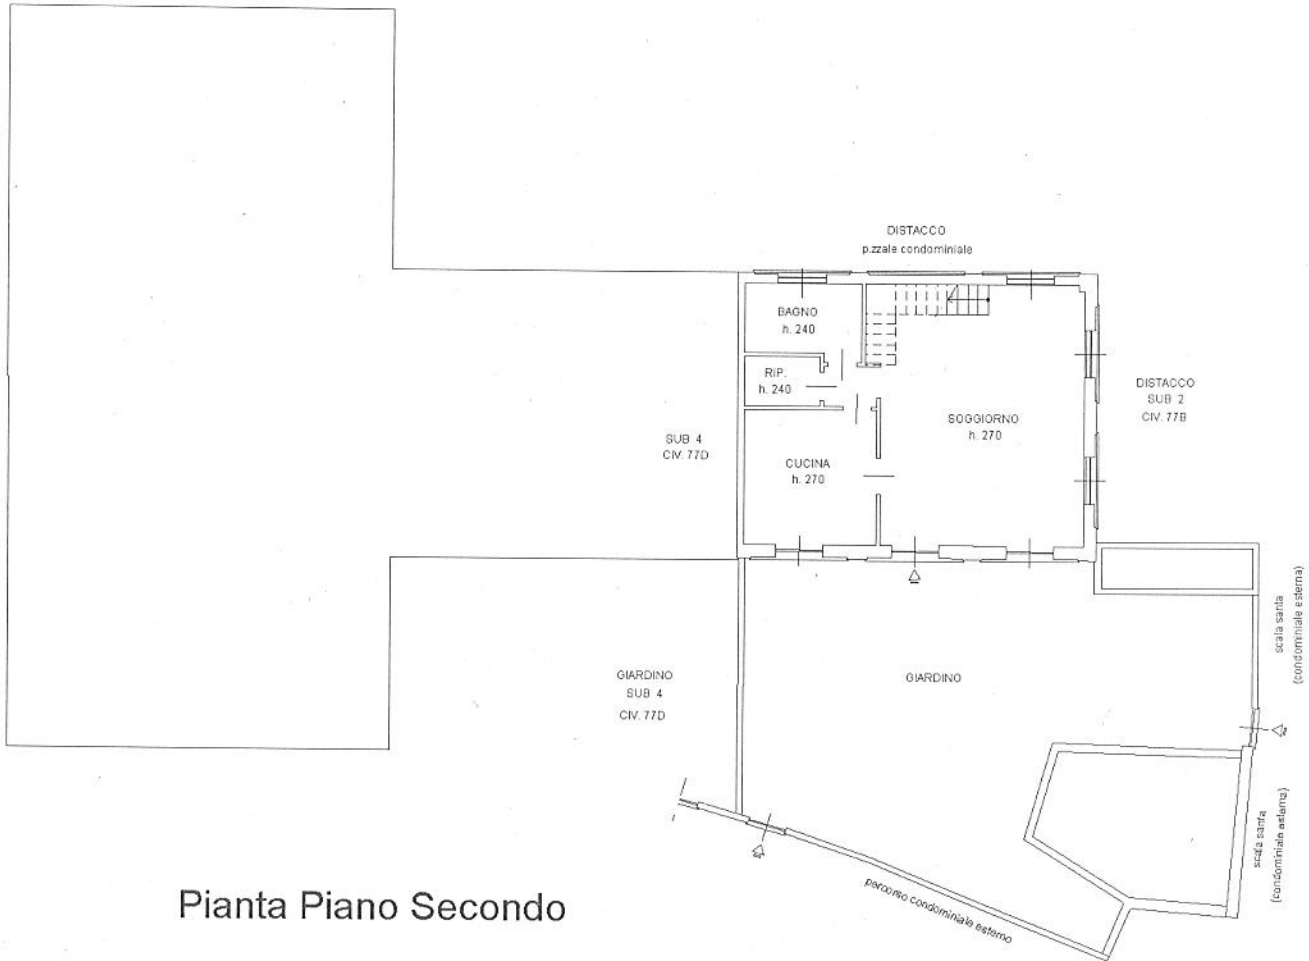 DISTACCO
p.zzale condominiale
BAGNO
h. 240
RIP.
h. 240
SOGGIORNO
h. 270
CUCINA
h. 270
DISTACCO
SUB 2
CIV. 77B
SUB 4
CIV. 77D
GIARDINO
SUB 4
CIV. 77D
GIARDINO
scala santa
(condominiale esterna)
scala santa
(condominiale esterna)
percorso condominiale esterno
Pianta Piano Secondo